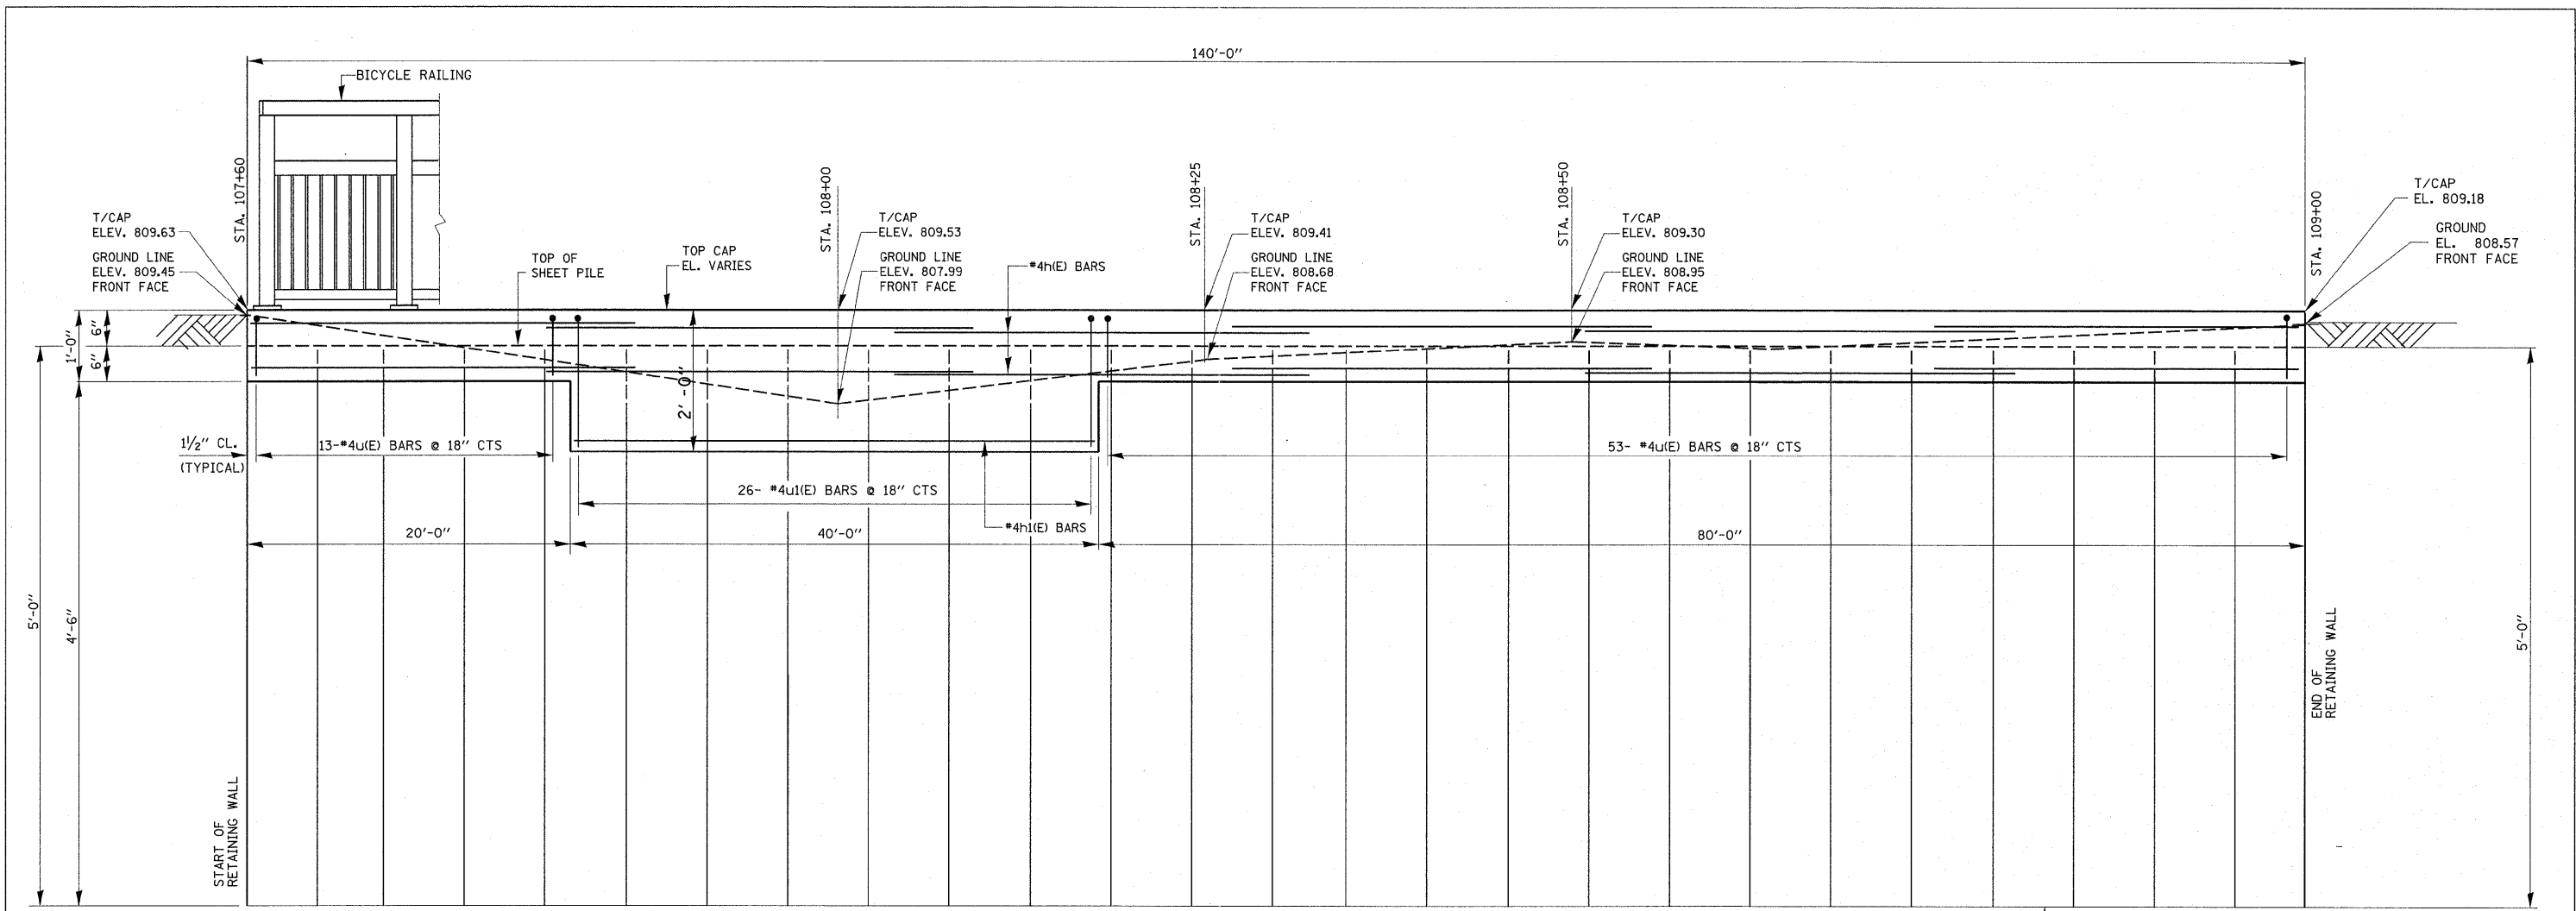 140'-0"
BICYCLE RAILING
STA. 107+60
STA. 108+00
STA. 108+25
STA. 108+50
STA. 109+00
T/CAP
ELEV. 809.63
GROUND LINE
ELEV. 809.45
FRONT FACE
TOP OF
SHEET PILE
TOP CAP
EL. VARIES
T/CAP
ELEV. 809.53
GROUND LINE
ELEV. 807.99
FRONT FACE
#4h(E) BARS
T/CAP
ELEV. 809.41
GROUND LINE
ELEV. 808.68
FRONT FACE
T/CAP
ELEV. 809.30
GROUND LINE
ELEV. 808.95
FRONT FACE
T/CAP
EL. 809.18
GROUND
EL. 808.57
FRONT FACE
1'-0"
6"
6"
2'-0"
1½" CL.
(TYPICAL)
13-#4u(E) BARS @ 18" CTS
53- #4u(E) BARS @ 18" CTS
26- #4u1(E) BARS @ 18" CTS
#4h1(E) BARS
20'-0"
40'-0"
80'-0"
5'-0"
4'-6"
5'-0"
START OF
RETAINING WALL
END OF
RETAINING WALL